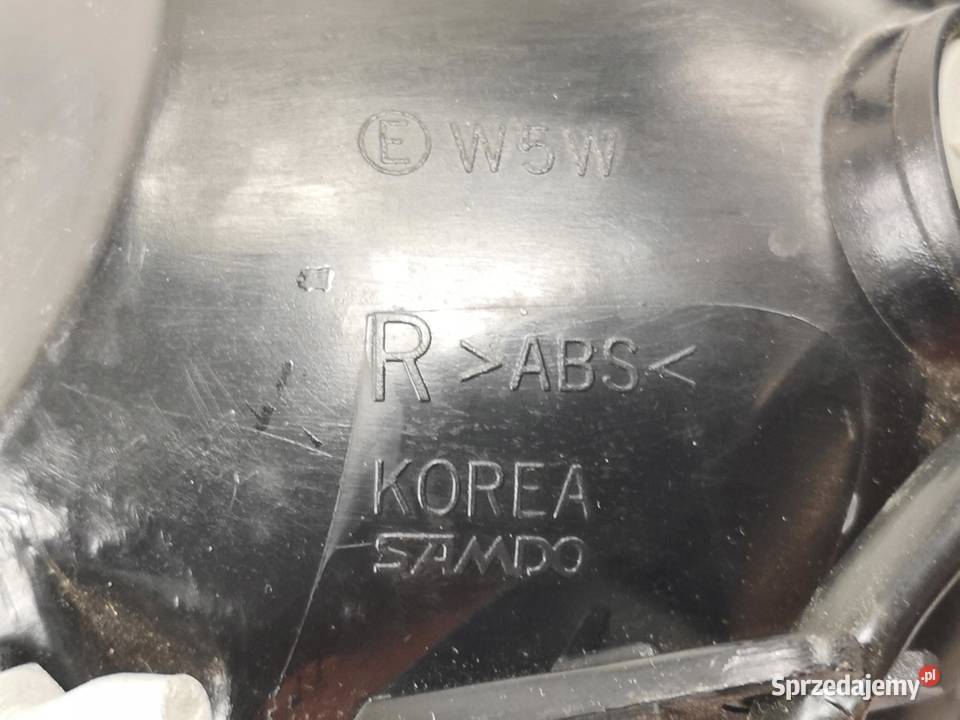 E W5W
R >ABS<
KOREA
SAMDO
Sprzedajemy.pl